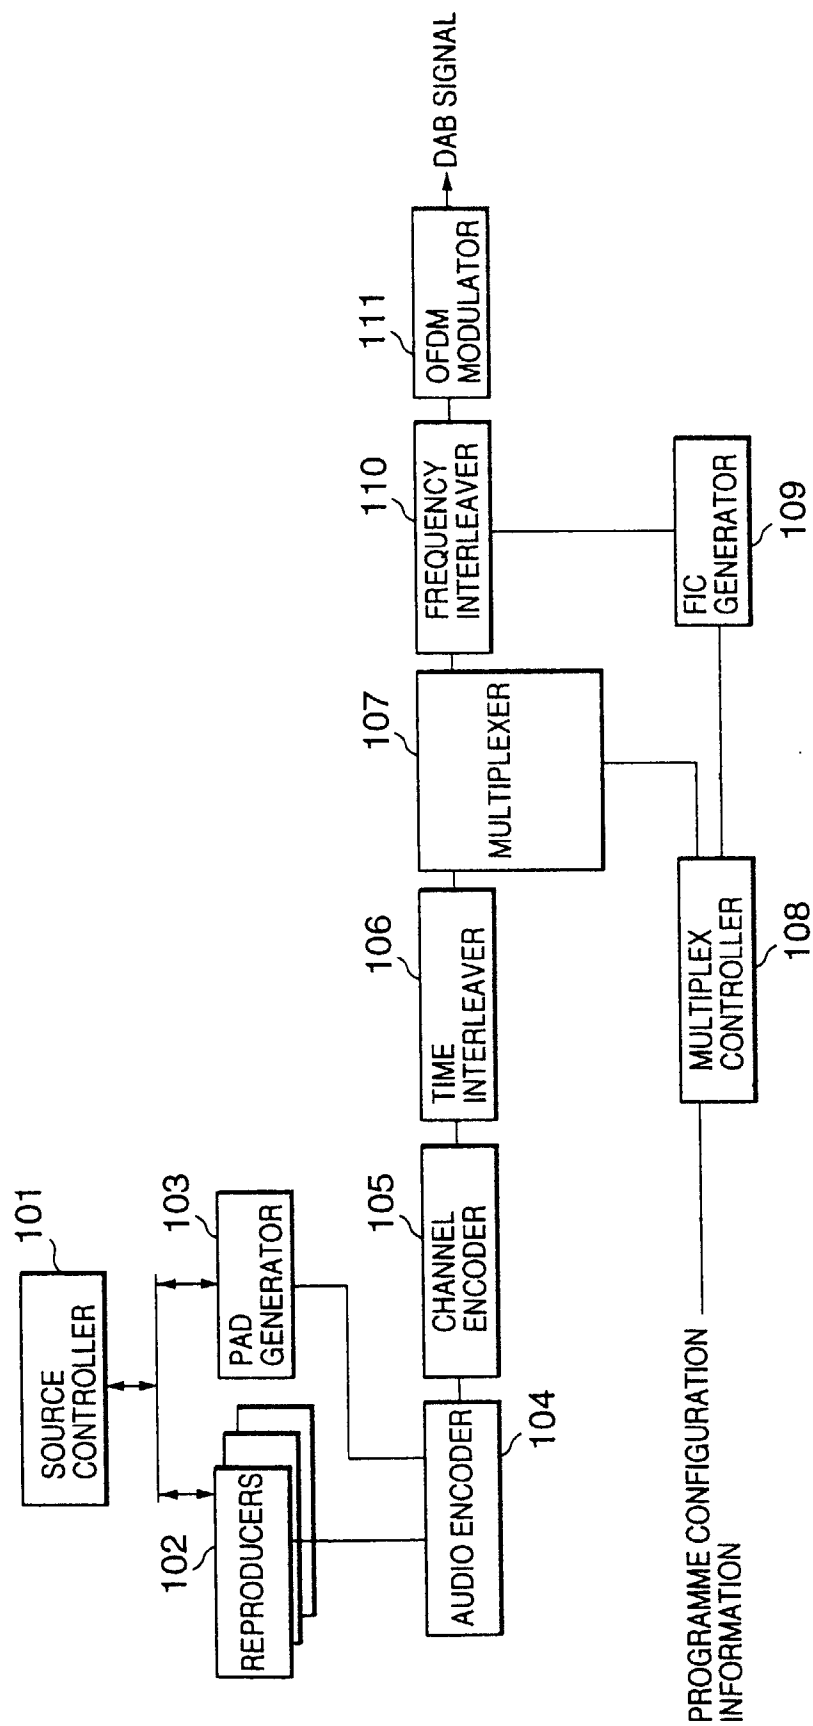 101
SOURCE
CONTROLLER
102
REPRODUCERS
103
PAD
GENERATOR
AUDIO ENCODER
104
105
CHANNEL
ENCODER
106
TIME
INTERLEAVER
107
MULTIPLEXER
110
FREQUENCY
INTERLEAVER
111
OFDM
MODULATOR
DAB SIGNAL
PROGRAMME CONFIGURATION
INFORMATION
MULTIPLEX
CONTROLLER
108
FIC
GENERATOR
109